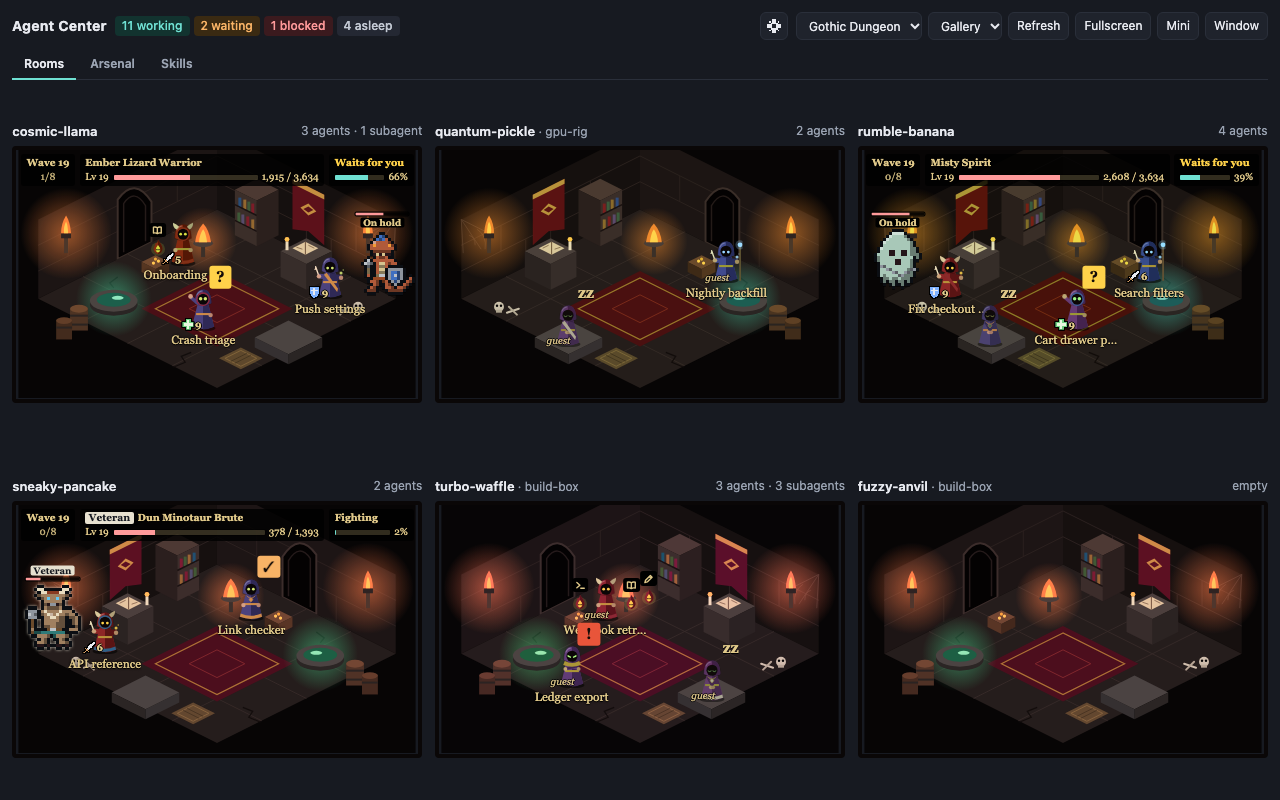 Agent Center 11 working 2 waiting 1 blocked 4 asleep Gothic Dungeon Gallery Refresh Fullscreen Mini Window
Rooms Arsenal Skills
cosmic-llama 3 agents · 1 subagent
Wave 19 Ember Lizard Warrior Waits for you
1/8 Lv 19 1,915 / 3,634 66%
On hold
5
Onboarding ?
9 Push settings
9
Crash triage
quantum-pickle · gpu-rig 2 agents
guest
Nightly backfill
ZZ
guest
rumble-banana 4 agents
Wave 19 Misty Spirit Waits for you
0/8 Lv 19 2,608 / 3,634 39%
On hold
? 6
Search filters
9 ZZ
Fix checkout ...
9
Cart drawer p...
sneaky-pancake 2 agents
Wave 19 Veteran Dun Minotaur Brute Fighting
0/8 Lv 19 378 / 1,393 2%
Veteran
✓
Link checker
6
API reference
turbo-waffle · build-box 3 agents · 3 subagents
guest
retr...
!
ZZ
guest
Ledger export
guest
fuzzy-anvil · build-box empty